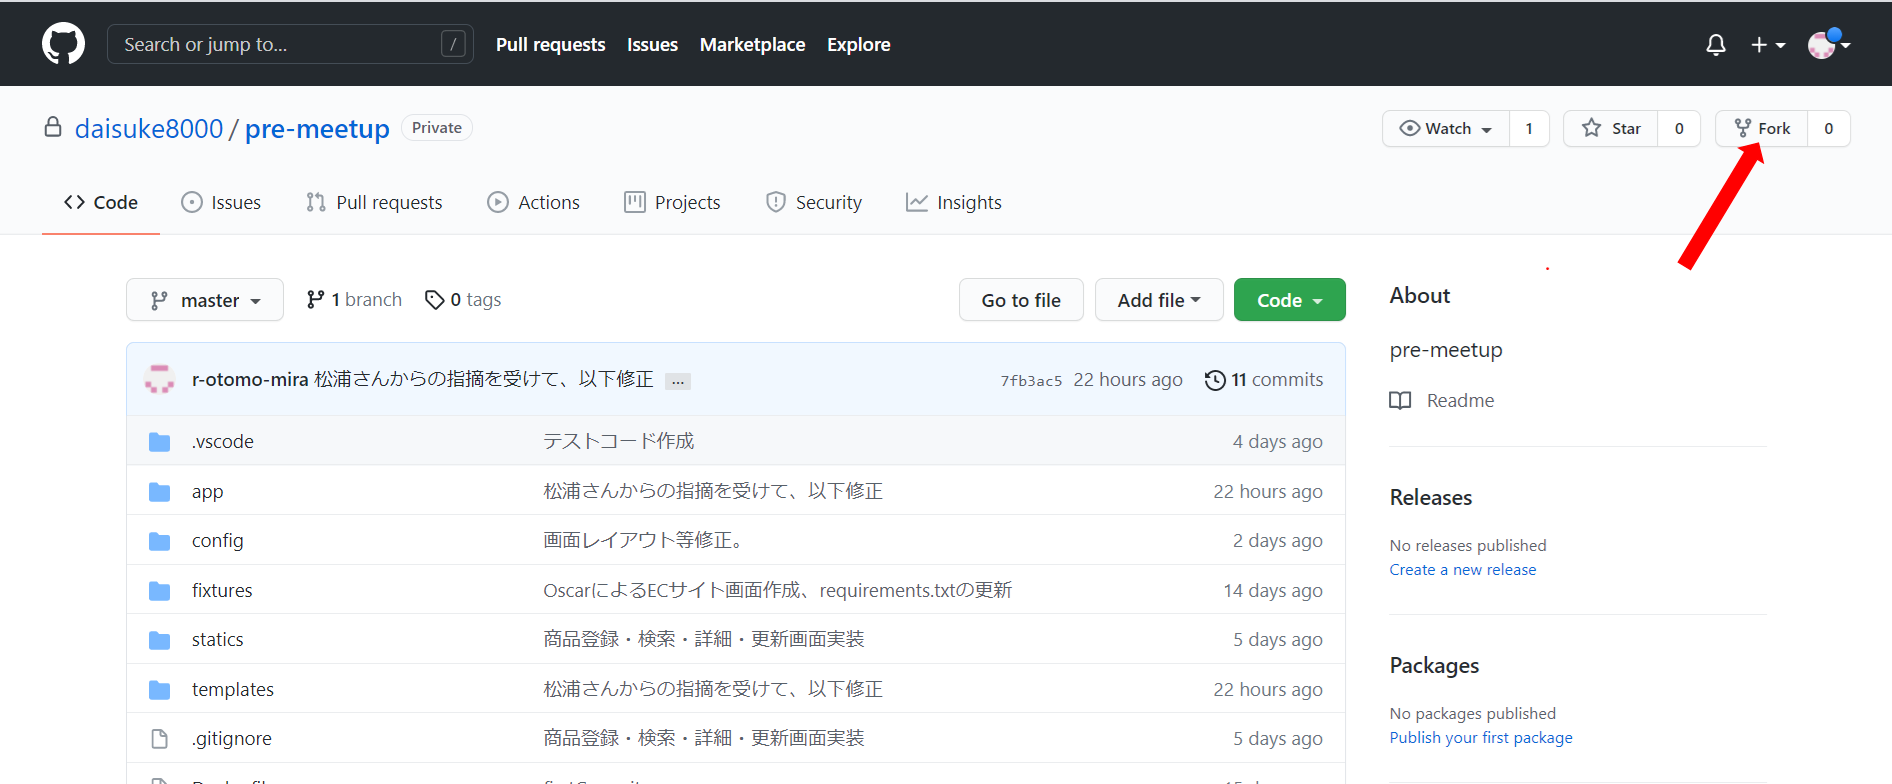 Search or jump to... /
Pull requests Issues Marketplace Explore
daisuke8000 / pre-meetup Private
Watch 1 Star 0 Fork 0
Code Issues Pull requests Actions Projects Security Insights
master 1 branch 0 tags Go to file Add file Code
r-otomo-mira 松浦さんからの指摘を受けて、以下修正 ... 7fb3ac5 22 hours ago 11 commits
.vscode テストコード作成 4 days ago
app 松浦さんからの指摘を受けて、以下修正 22 hours ago
config 画面レイアウト等修正。 2 days ago
fixtures OscarによるECサイト画面作成、requirements.txtの更新 14 days ago
statics 商品登録・検索・詳細・更新画面実装 5 days ago
templates 松浦さんからの指摘を受けて、以下修正 22 hours ago
.gitignore 商品登録・検索・詳細・更新画面実装 5 days ago
About
pre-meetup
Readme
Releases
No releases published
Create a new release
Packages
No packages published
Publish your first package